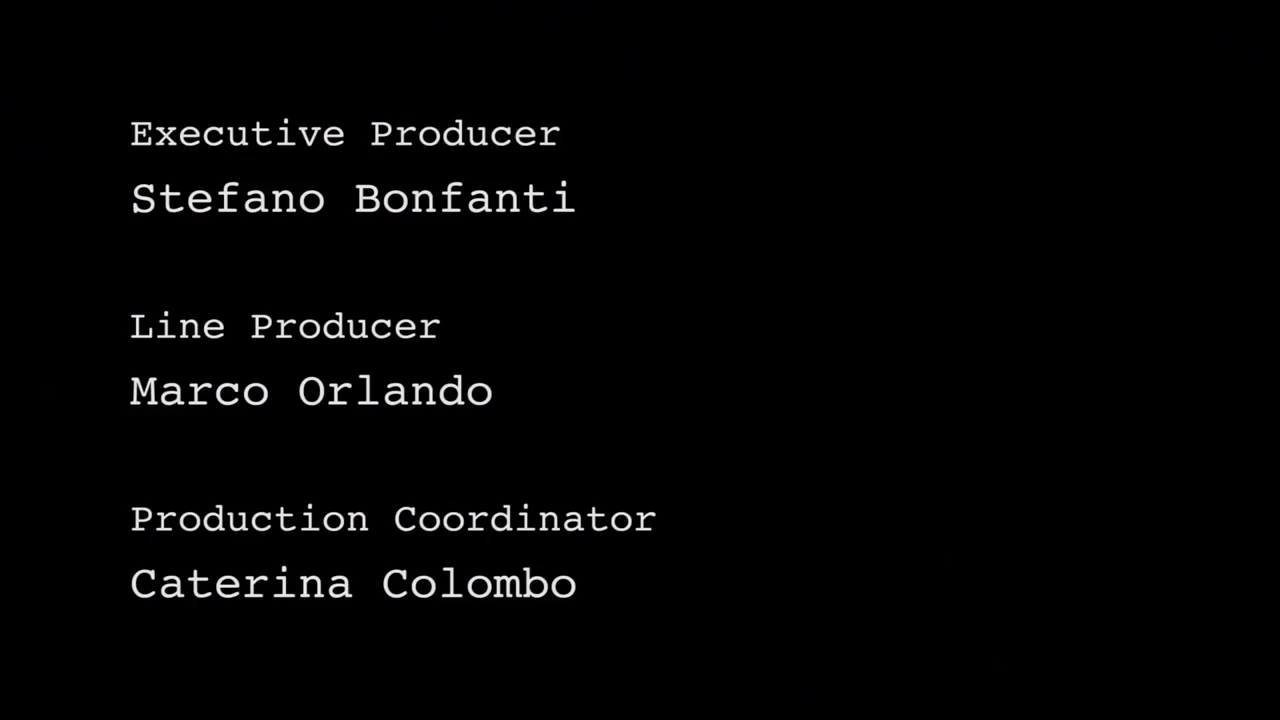 Executive Producer
Stefano Bonfanti
Line Producer
Marco Orlando
Production Coordinator
Caterina Colombo